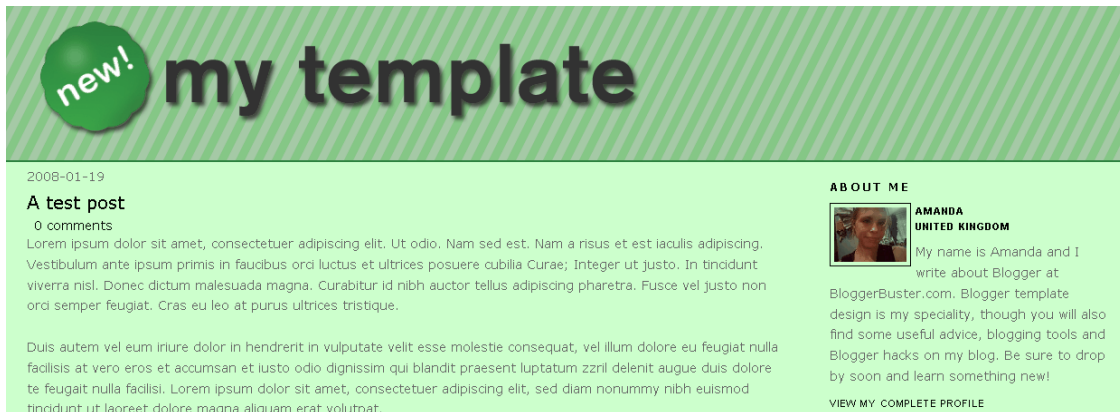 new!
my template
2008-01-19
A test post
0 comments
Lorem ipsum dolor sit amet, consectetuer adipiscing elit. Ut odio. Nam sed est. Nam a risus et est iaculis adipiscing.
Vestibulum ante ipsum primis in faucibus orci luctus et ultrices posuere cubilia Curae; Integer ut justo. In tincidunt
viverra nisl. Donec dictum malesuada magna. Curabitur id nibh auctor tellus adipiscing pharetra. Fusce vel justo non
orci semper feugiat. Cras eu leo at purus ultrices tristique.
Duis autem vel eum iriure dolor in hendrerit in vulputate velit esse molestie consequat, vel illum dolore eu feugiat nulla
facilisis at vero eros et accumsan et iusto odio dignissim qui blandit praesent luptatum zzril delenit augue duis dolore
te feugait nulla facilisi. Lorem ipsum dolor sit amet, consectetuer adipiscing elit, sed diam nonummy nibh euismod
tincidunt ut laoreet dolore magna aliquam erat volutpat.
ABOUT ME
AMANDA
UNITED KINGDOM
My name is Amanda and I
write about Blogger at
BloggerBuster.com. Blogger template
design is my speciality, though you will also
find some useful advice, blogging tools and
Blogger hacks on my blog. Be sure to drop
by soon and learn something new!
VIEW MY COMPLETE PROFILE